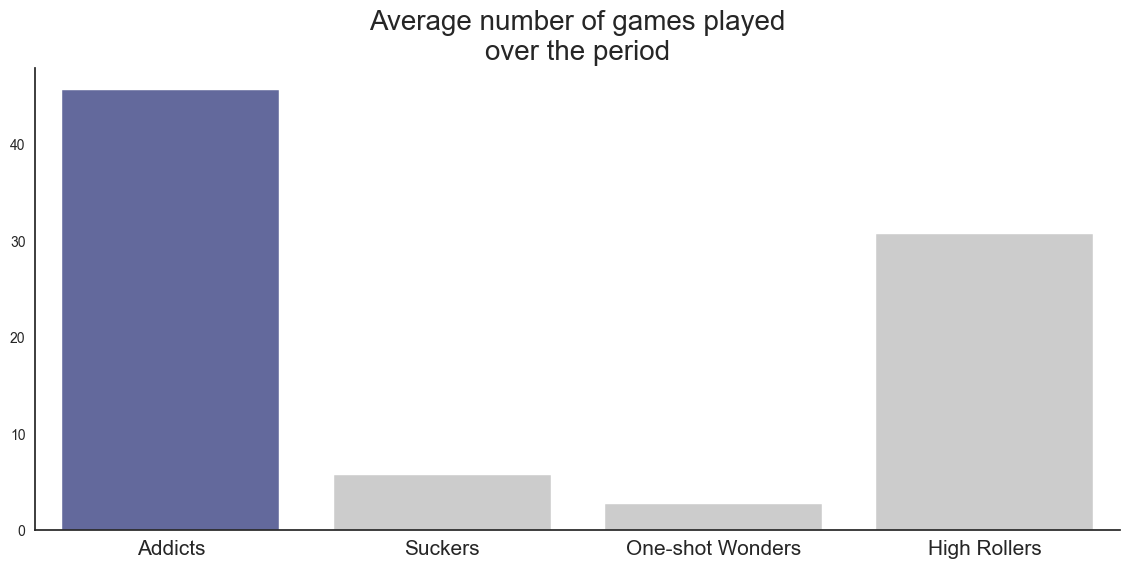 Average number of games played
over the period
40
30
20
10
0
Addicts
Suckers
One-shot Wonders
High Rollers